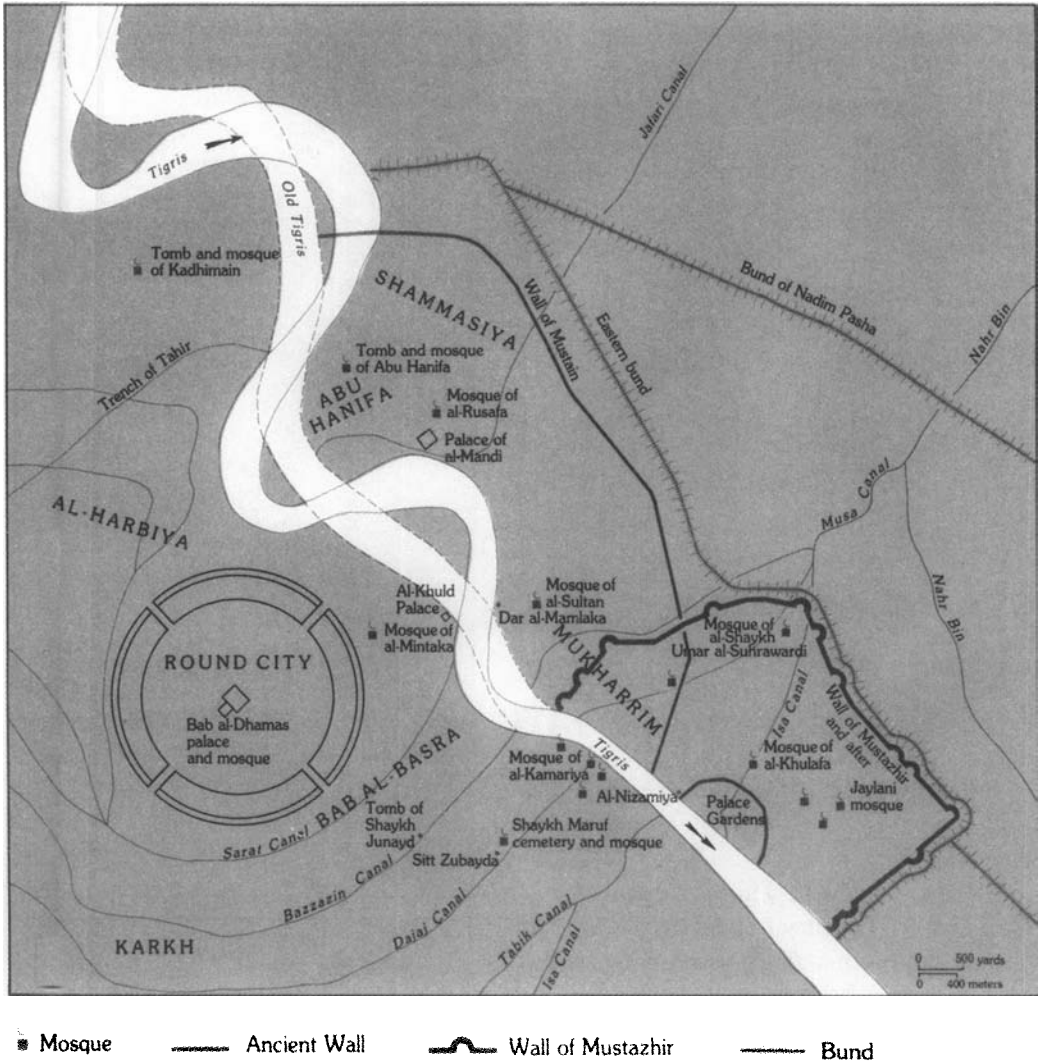 Jafari Canal
Tigris
Old Tigris
Tomb and mosque
of Kadhimain
SHAMMASIYA
Wall of Mustain
Eastern bund
Bund of Nadim Pasha
Nahr Bin
Trench of Tahir
Tomb and mosque
of Abu Hanifa
ABU
HANIFA
Mosque of
al-Rusafa
Palace of
al-Mandi
AL-HARBIYA
Musa Canal
Nahr Bin
Al-Khuld
Palace
Mosque of
al-Sultan
Dar al-Mamlaka
Mosque of
al-Mintaka
MUKHARRIM
Mosque of
al-Shaykh
Umar al-Suhrawardi
ROUND CITY
Bab al-Dhamas
palace
and mosque
Isa Canal
Wall of Mustazhir
and after
BAB AL-BASRA
Tigris
Mosque of
al-Kamariya
Mosque of
al-Khulafa
Al-Nizamiya
Palace
Gardens
Jaylani
mosque
Sarat Canal
Tomb of
Shaykh
Junayd
Shaykh Maruf
cemetery and mosque
Sitt Zubayda
Bazzazin Canal
Dajaj Canal
Tabik Canal
Isa Canal
KARKH
0 500 yards
0 400 meters
Mosque Ancient Wall Wall of Mustazhir Bund